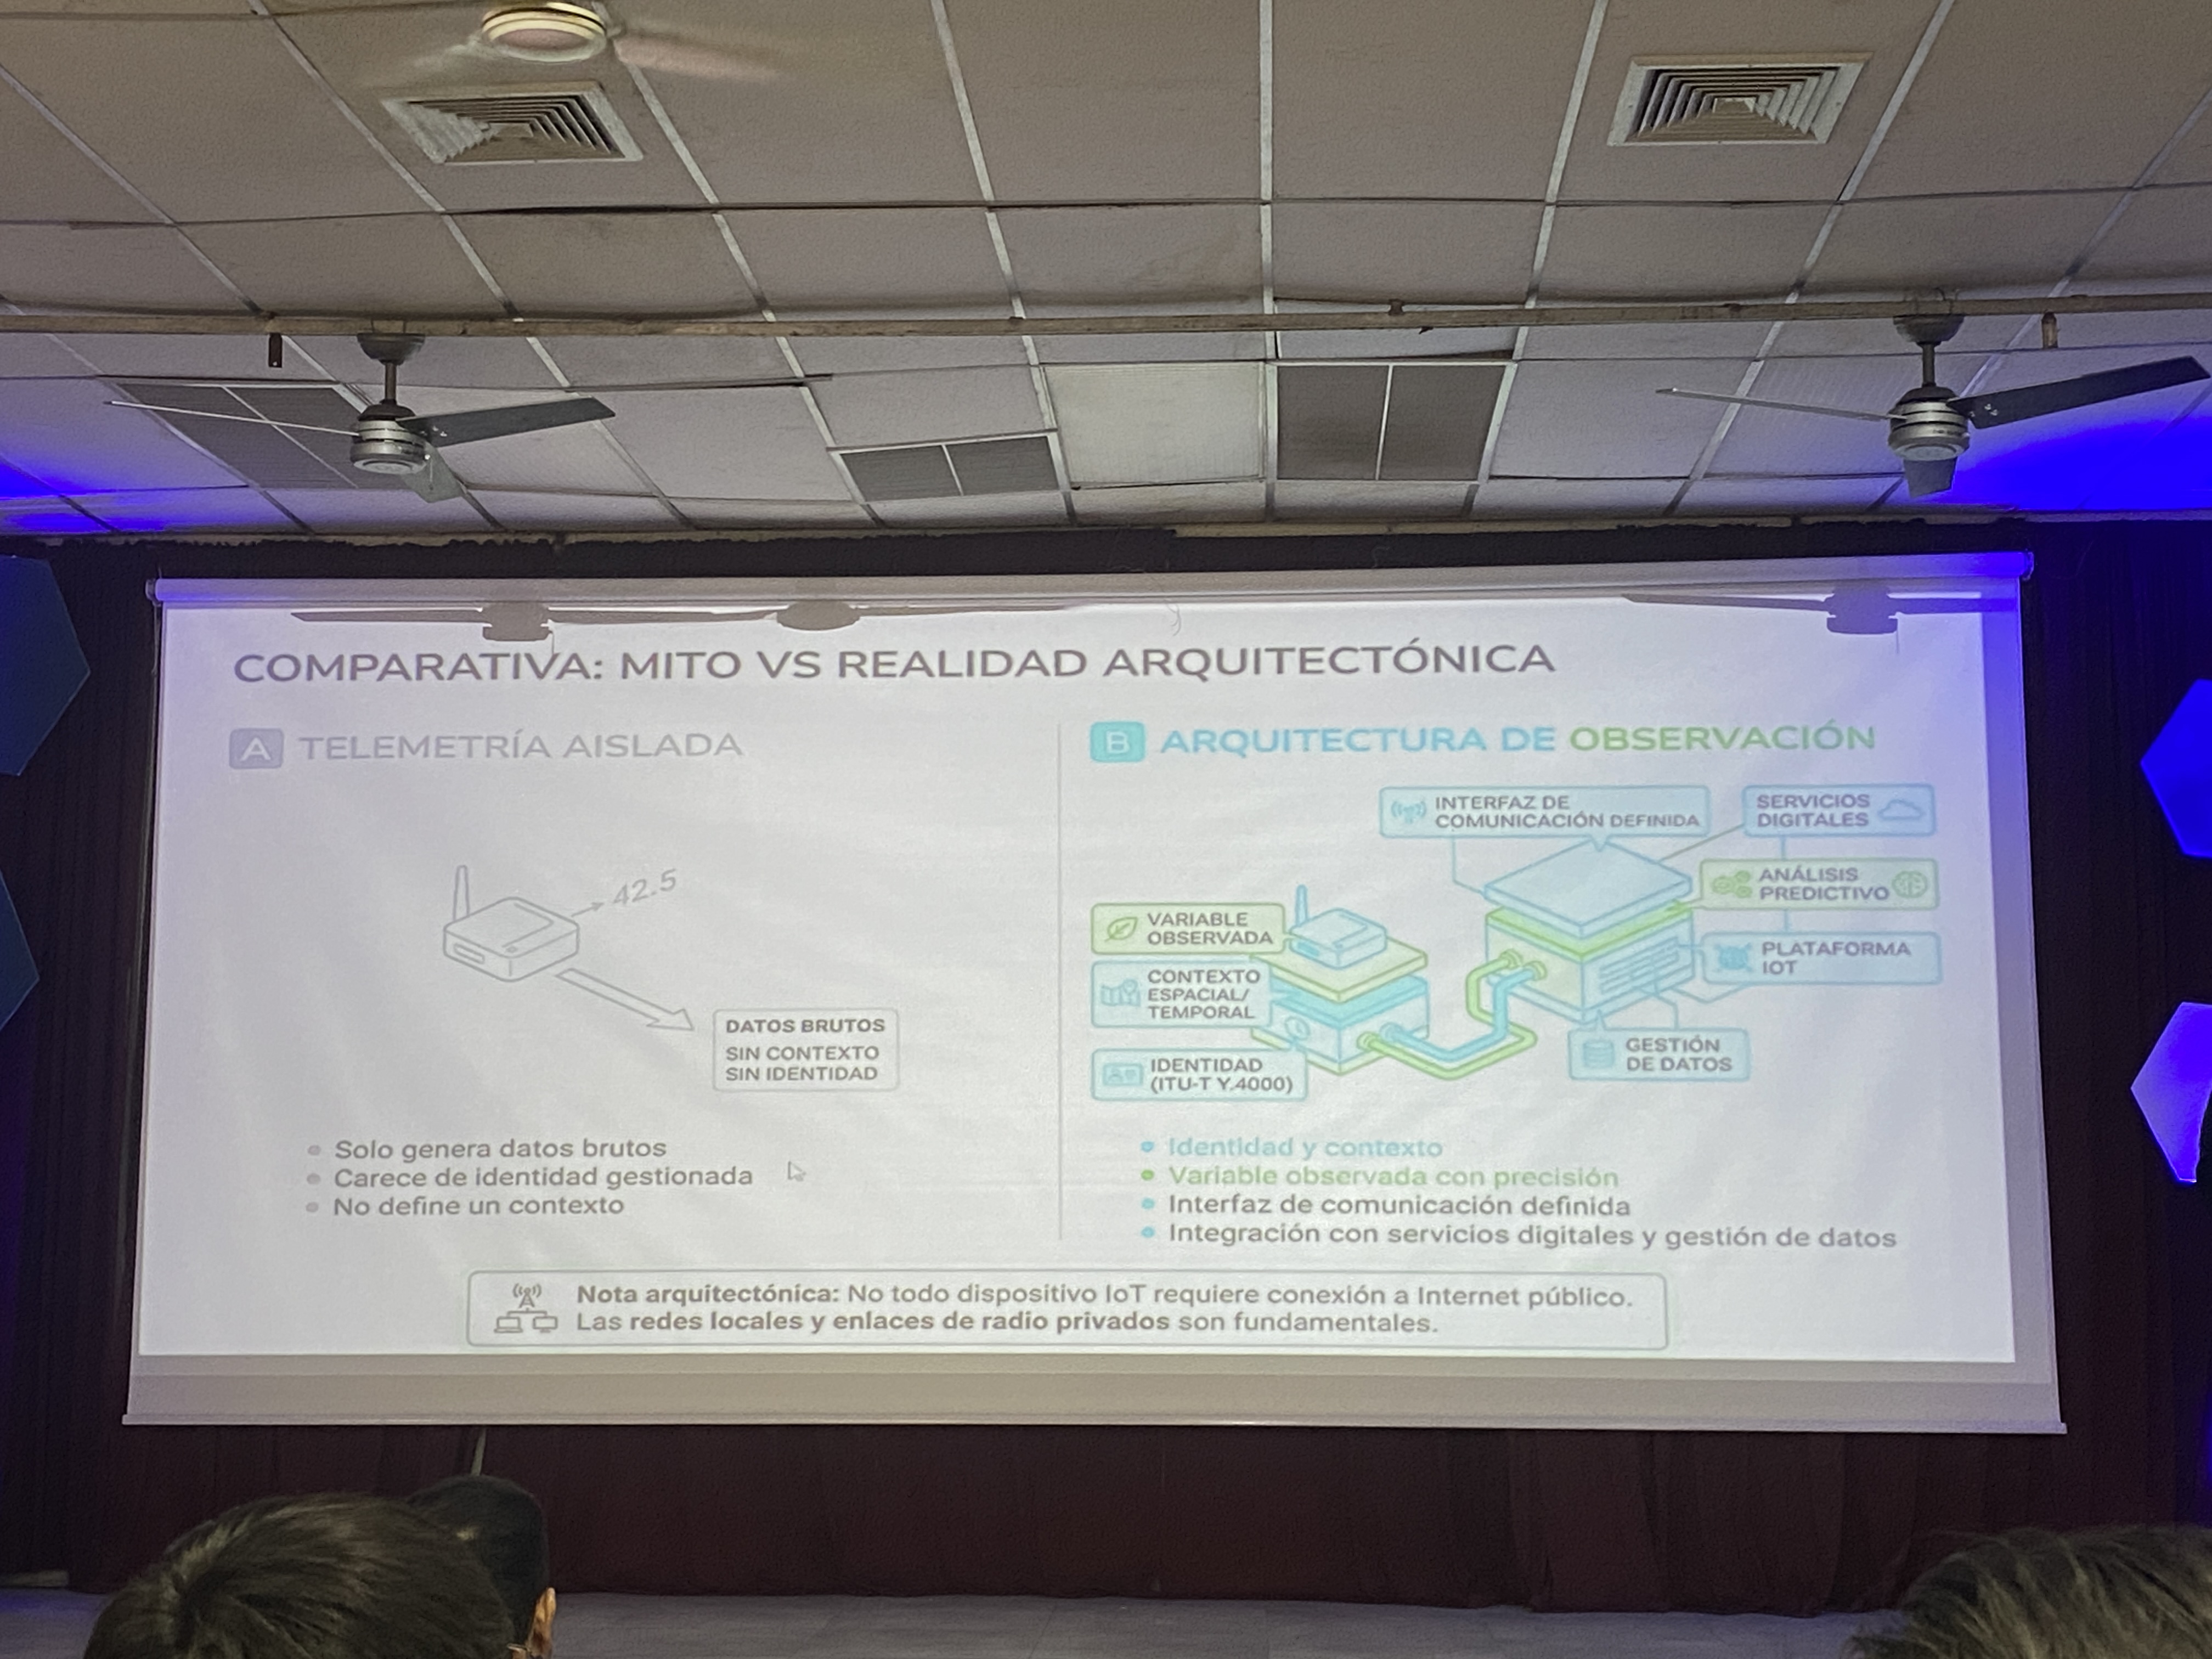 COMPARATIVA: MITO VS REALIDAD ARQUITECTÓNICA
A TELEMETRÍA AISLADA
42.5
DATOS BRUTOS
SIN CONTEXTO
SIN IDENTIDAD
Solo genera datos brutos
Carece de identidad gestionada
No define un contexto
B ARQUITECTURA DE OBSERVACIÓN
INTERFAZ DE
COMUNICACIÓN DEFINIDA
SERVICIOS
DIGITALES
ANÁLISIS
PREDICTIVO
VARIABLE
OBSERVADA
CONTEXTO
ESPACIAL/
TEMPORAL
PLATAFORMA
IOT
IDENTIDAD
(ITU-T Y.4000)
GESTIÓN
DE DATOS
Identidad y contexto
Variable observada con precisión
Interfaz de comunicación definida
Integración con servicios digitales y gestión de datos
Nota arquitectónica: No todo dispositivo IoT requiere conexión a Internet público.
Las redes locales y enlaces de radio privados son fundamentales.